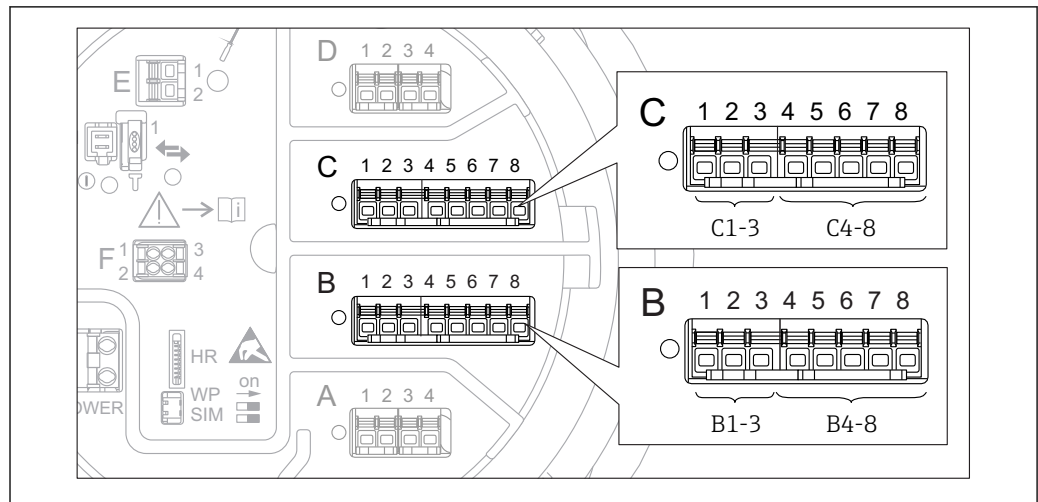 D 1 2 3 4
E 1
2
1
C 1 2 3 4 5 6 7 8
C 1 2 3 4 5 6 7 8
C1-3 C4-8
i
F 1 3
2 4
B 1 2 3 4 5 6 7 8
B 1 2 3 4 5 6 7 8
B1-3 B4-8
HR
WP on
SIM
OWER
A 1 2 3 4